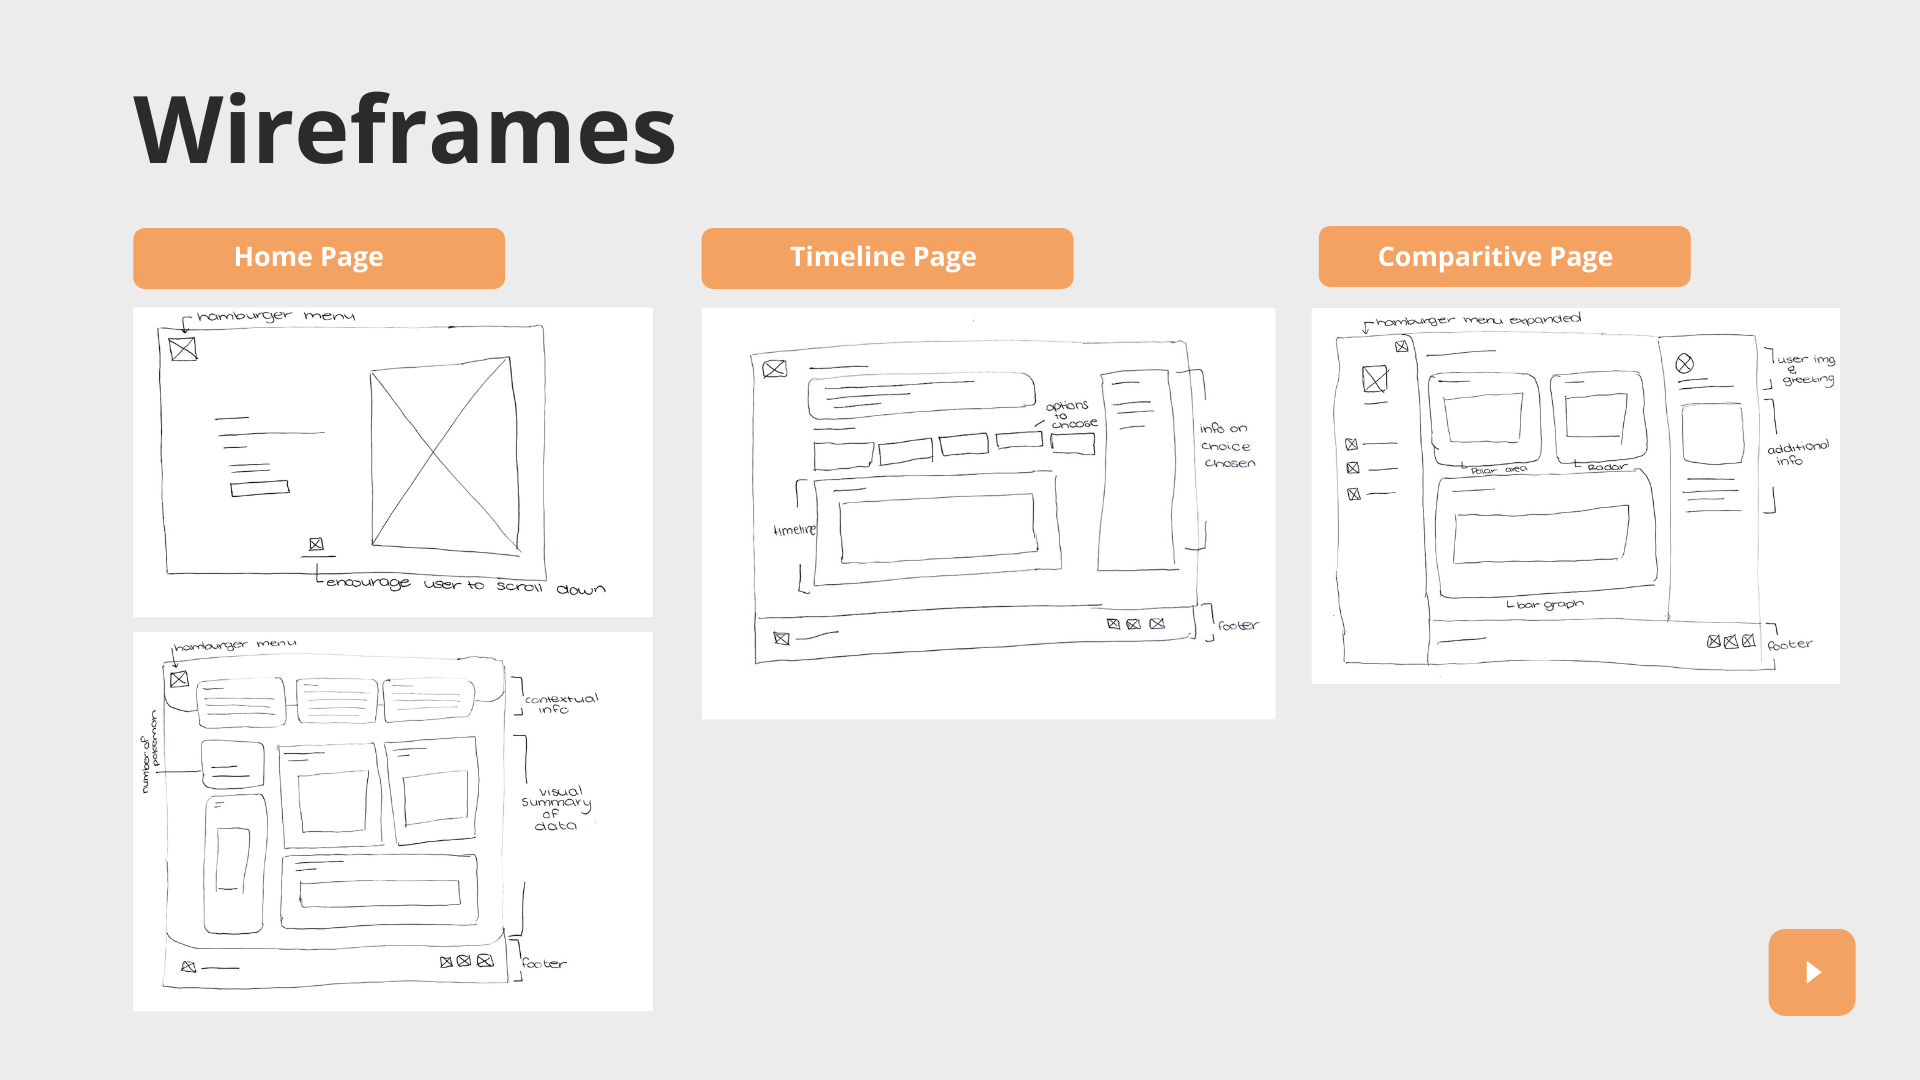 Wireframes
Home Page
hamburger menu
encourage user to scroll down
hamburger menu
contextual
info
number of
pokemon
visual
summary
of
data
footer
Timeline Page
options
to
choose
info on
choice
chosen
timeline
footer
Comparitive Page
hamburger menu expanded
user img
&
greeting
additional
info
Polar area
Radar
bar graph
footer